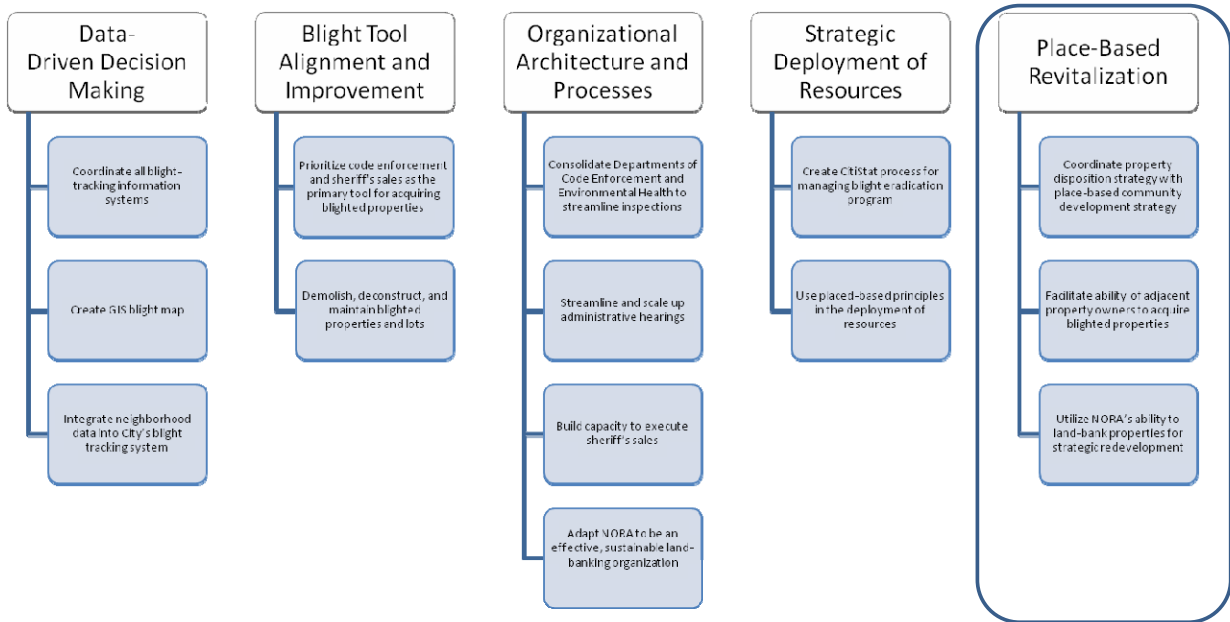 Data-
Driven Decision
Making
Coordinate all blight-
tracking information
systems
Create GIS blight map
Integrate neighborhood
data into City's blight
tracking system
Blight Tool
Alignment and
Improvement
Prioritize code enforcement
and sheriff's sales as the
primary tool for acquiring
blighted properties
Demolish, deconstruct, and
maintain blighted
properties and lots
Organizational
Architecture and
Processes
Consolidate Departments of
Code Enforcement and
Environmental Health to
streamline inspections
Streamline and scale up
administrative hearings
Build capacity to execute
sheriff's sales
Adapt NORA to be an
effective, sustainable land-
banking organization
Strategic
Deployment of
Resources
Create CitiStat process for
managing blight eradication
program
Use placed-based principles
in the deployment of
resources
Place-Based
Revitalization
Coordinate property
disposition strategy with
place-based community
development strategy
Facilitate ability of adjacent
property owners to acquire
blighted properties
Utilize NORA's ability to
land-bank properties for
strategic redevelopment